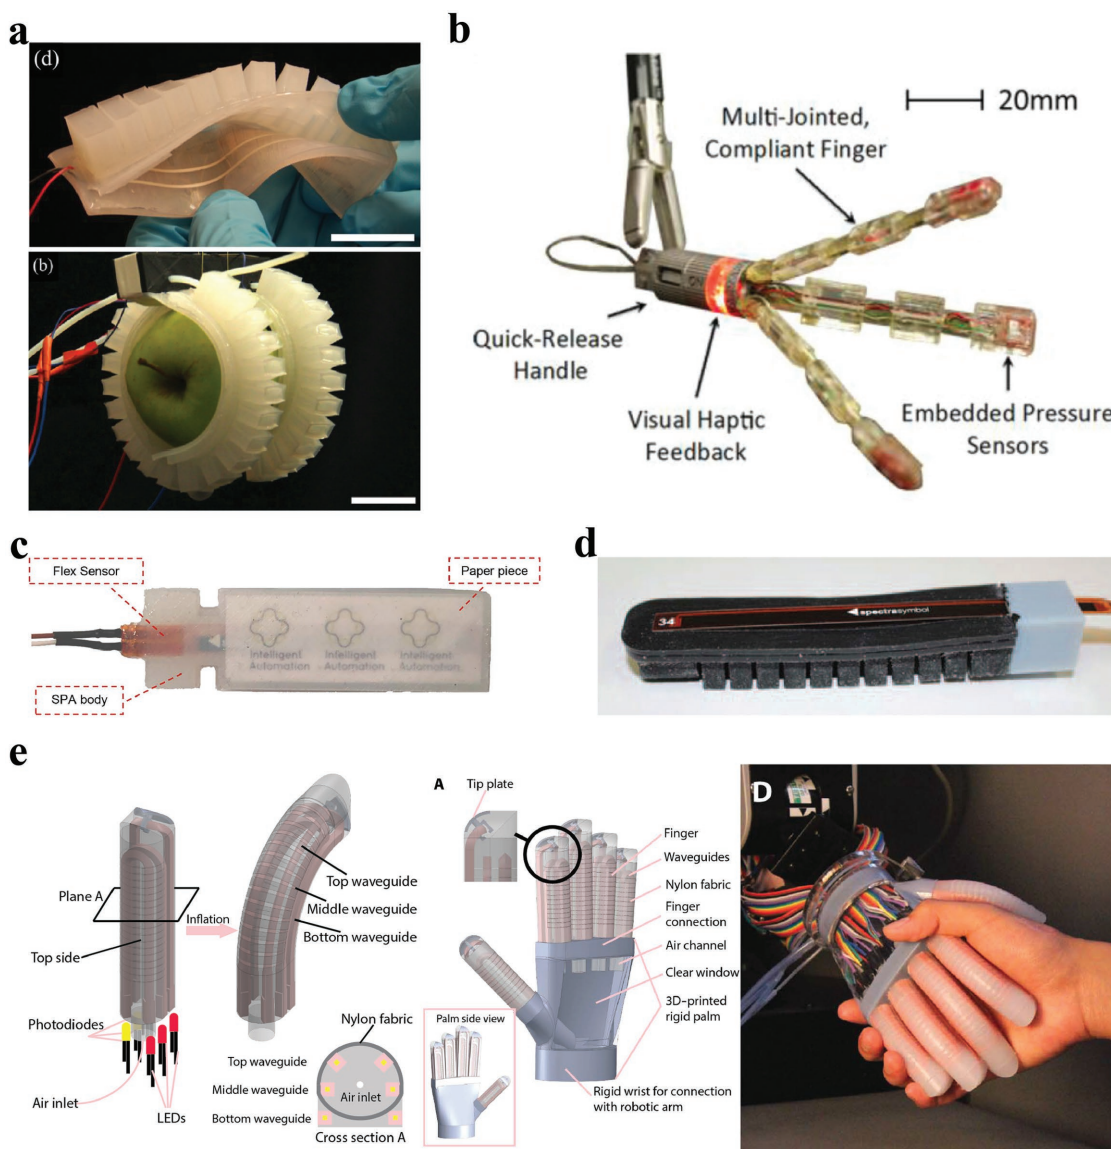 a
(d)
(b)
b
20mm
Multi-Jointed,
Compliant Finger
Quick-Release
Handle
Visual Haptic
Feedback
Embedded Pressure
Sensors
c
Flex Sensor
Paper piece
Intelligent
Automation
Intelligent
Automation
Intelligent
Automation
SPA body
d
34
spectrasymbol
e
Plane A
Top side
Inflation
Photodiodes
Air inlet
LEDs
Top waveguide
Middle waveguide
Bottom waveguide
Nylon fabric
Top waveguide
Middle waveguide
Bottom waveguide
Air inlet
Cross section A
A
Tip plate
Finger
Waveguides
Nylon fabric
Finger
connection
Air channel
Clear window
3D-printed
rigid palm
Palm side view
Rigid wrist for connection
with robotic arm
D